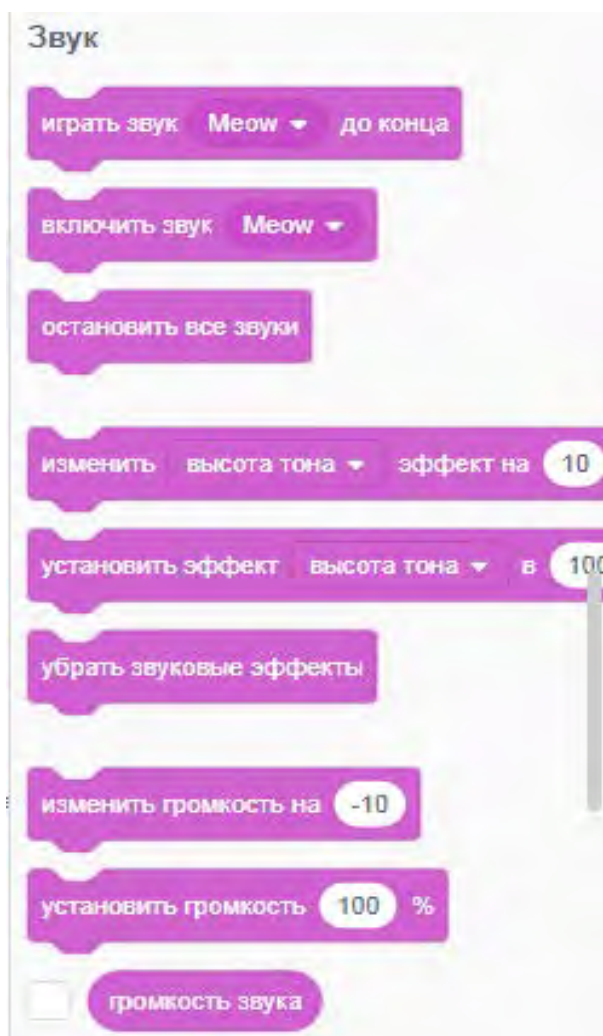 Звук
играть звук Meow до конца
включить звук Meow
остановить все звуки
изменить высота тона эффект на 10
установить эффект высота тона в 100
убрать звуковые эффекты
изменить громкость на -10
установить громкость 100 %
громкость звука